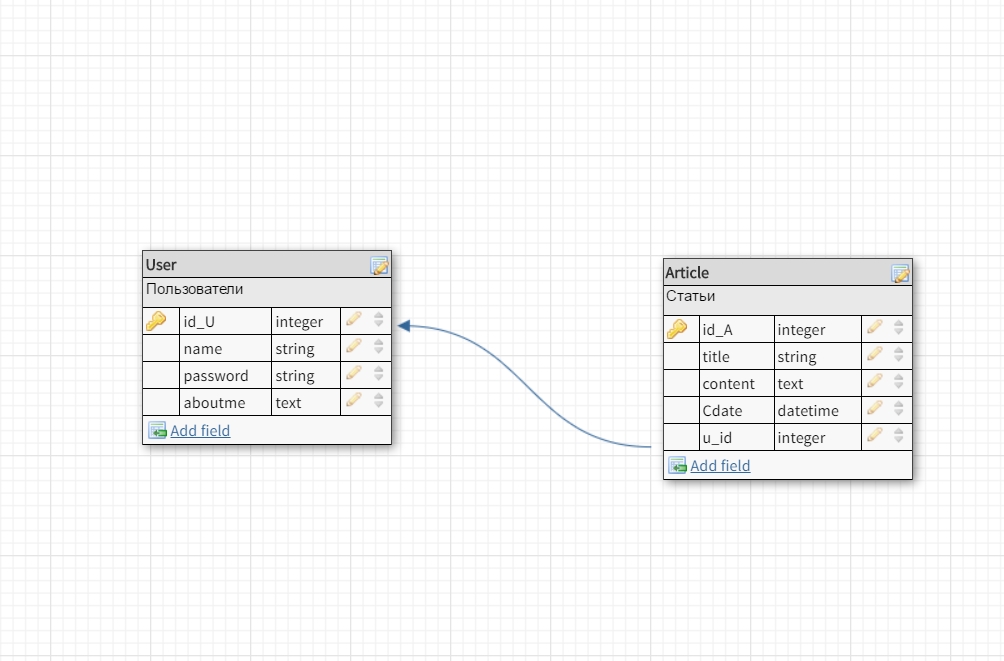 User
Пользователи
id_U integer
name string
password string
aboutme text
Add field
Article
Статьи
id_A integer
title string
content text
Cdate datetime
u_id integer
Add field